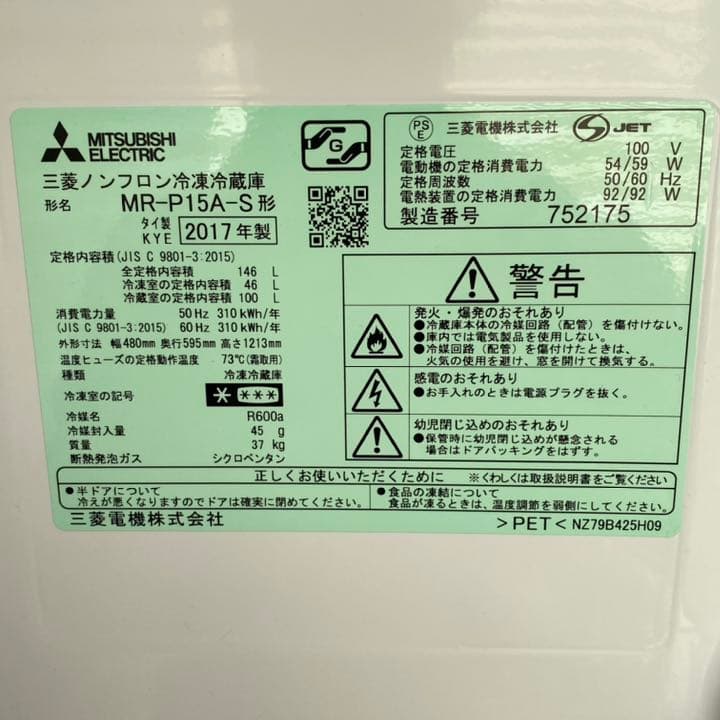 MITSUBISHI
ELECTRIC
G
三菱ノンフロン冷凍冷蔵庫
形名 MR-P15A-S形
タイ製
KYE 2017年製
定格内容積 (JIS C 9801-3:2015)
全定格内容積 146 L
冷凍室の定格内容積 46 L
冷蔵室の定格内容積 100 L
消費電力量 50 Hz 310 kWh/年
(JIS C 9801-3:2015) 60 Hz 310 kWh/年
外形寸法 幅480mm 奥行595mm 高さ1213mm
温度ヒューズの定格動作温度 73℃(霜取用)
種類 冷凍冷蔵庫
冷凍室の記号 * ***
冷媒名 R600a
冷媒封入量 45 g
質量 37 kg
断熱発泡ガス シクロペンタン
PS
E 三菱電機株式会社 S JET
定格電圧 100 V
電動機の定格消費電力 54/59 W
定格周波数 50/60 Hz
電熱装置の定格消費電力 92/92 W
製造番号 752175
警告
発火・爆発のおそれあり
●冷蔵庫本体の冷媒回路(配管)を傷付けない。
●庫内では電気製品を使用しない。
●冷媒回路(配管)を傷付けたときは、
火気の使用を避け、窓を開けて換気する。
感電のおそれあり
●お手入れのときは電源プラグを抜く。
幼児閉じ込めのおそれあり
●保管時に幼児閉じ込めが懸念される
場合はドアパッキングをはずす。
正しくお使いいただくために ※くわしくは取扱説明書をご覧ください
●半ドアについて
冷えが悪くなりますのでドアは確実に閉めてください。
●食品の凍結について
食品が凍るときは、温度調節を弱側にしてください。
三菱電機株式会社
>PET< NZ79B425H09